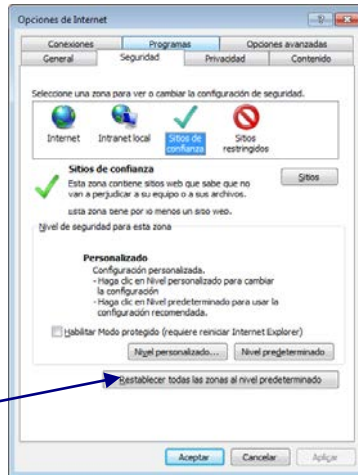 Opciones de Internet
Conexiones Programas Opciones avanzadas
General Seguridad Privacidad Contenido
Seleccione una zona para ver o cambiar la configuración de seguridad.
Internet Intranet local Sitios de confianza Sitios restringidos
Sitios de confianza
Esta zona contiene sitios web que sabe que no
van a perjudicar a su equipo o a sus archivos.
Sitios
Esta zona tiene por lo menos un sitio web.
Nivel de seguridad para esta zona
Personalizado
Configuración personalizada.
- Haga clic en Nivel personalizado para cambiar
la configuración
- Haga clic en Nivel predeterminado para usar la
configuración recomendada.
Habilitar Modo protegido (requiere reiniciar Internet Explorer)
Nivel personalizado... Nivel predeterminado
Restablecer todas las zonas al nivel predeterminado
Aceptar Cancelar Aplicar